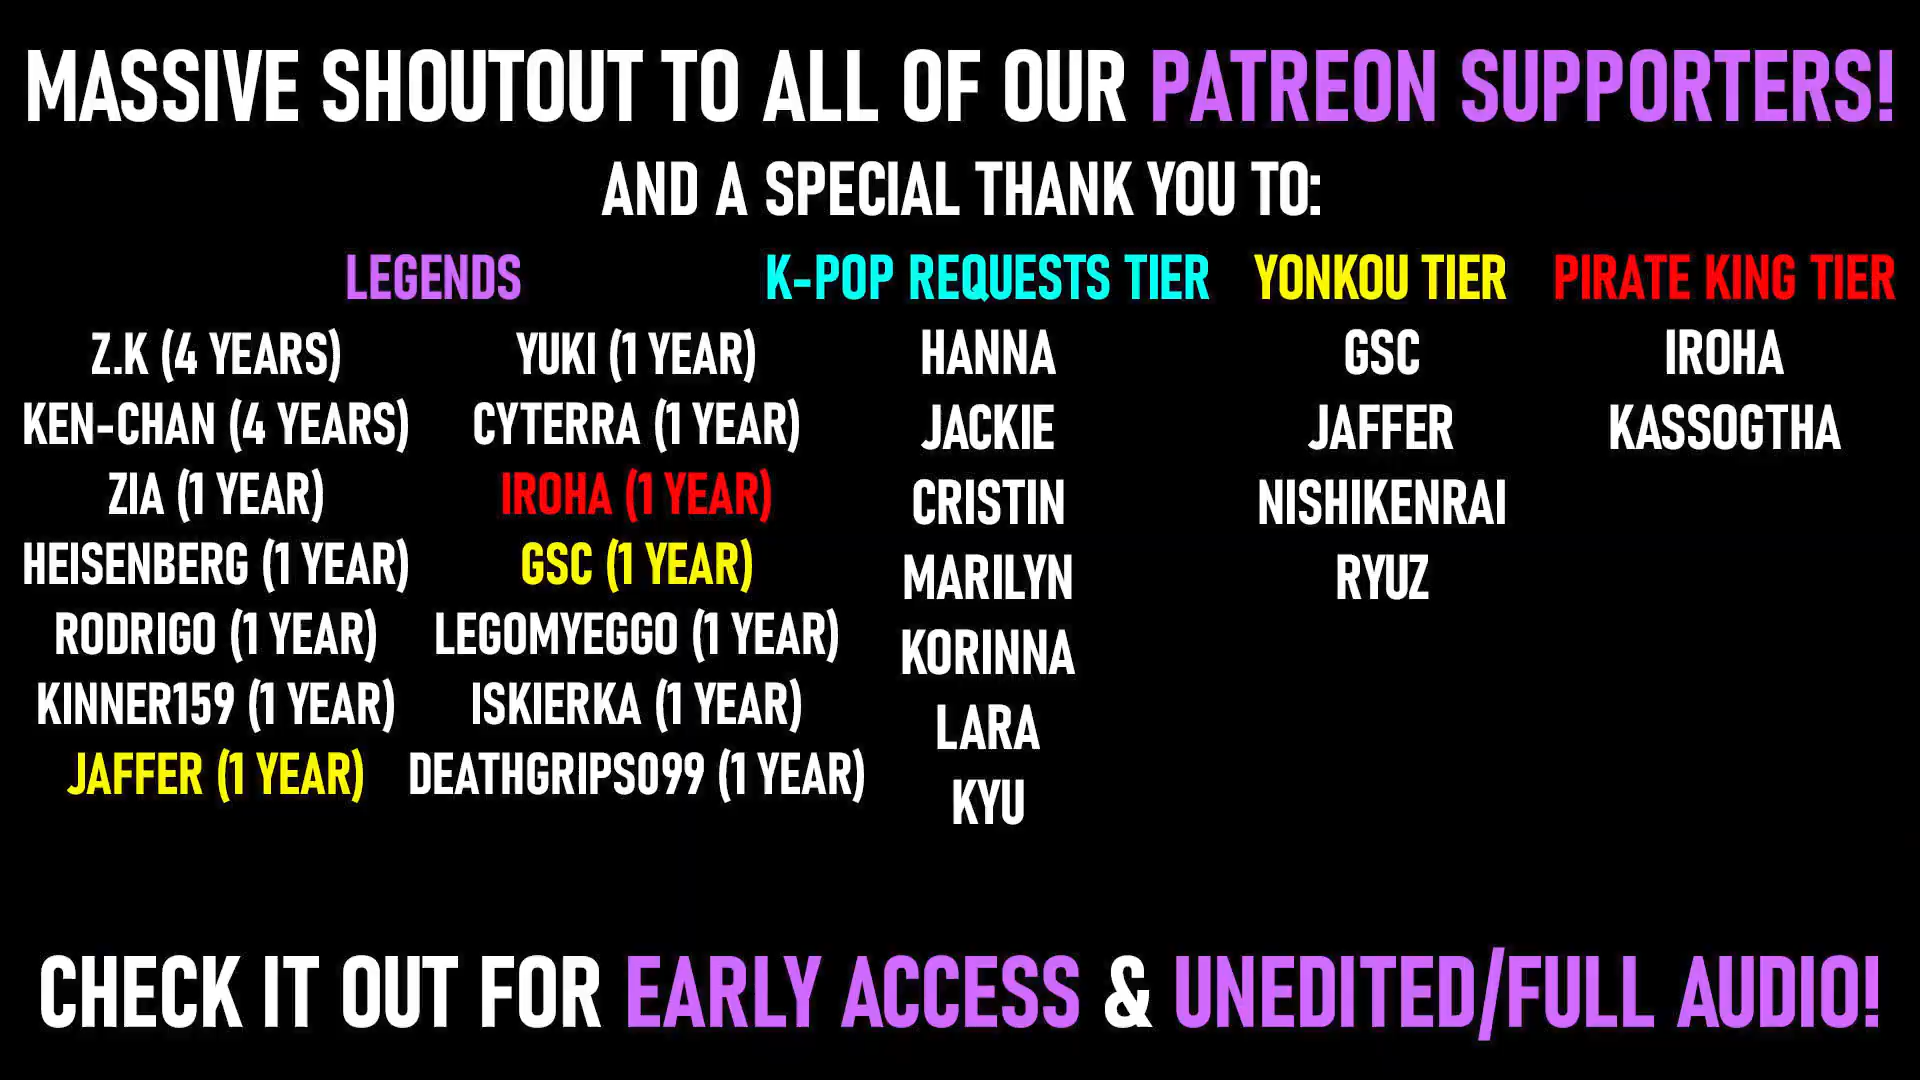 MASSIVE SHOUTOUT TO ALL OF OUR PATREON SUPPORTERS!
AND A SPECIAL THANK YOU TO:
LEGENDS
Z.K (4 YEARS)
KEN-CHAN (4 YEARS)
ZIA (1 YEAR)
HEISENBERG (1 YEAR)
RODRIGO (1 YEAR)
KINNER159 (1 YEAR)
JAFFER (1 YEAR)
YUKI (1 YEAR)
CYTERRA (1 YEAR)
IROHA (1 YEAR)
GSC (1 YEAR)
LEGOMYEGGO (1 YEAR)
ISKIERKA (1 YEAR)
DEATHGRIPS099 (1 YEAR)
K-POP REQUESTS TIER
HANNA
JACKIE
CRISTIN
MARILYN
KORINNA
LARA
KYU
YONKOU TIER
GSC
JAFFER
NISHIKENRAI
RYUZ
PIRATE KING TIER
IROHA
KASSOGTHA
CHECK IT OUT FOR EARLY ACCESS & UNEDITED/FULL AUDIO!